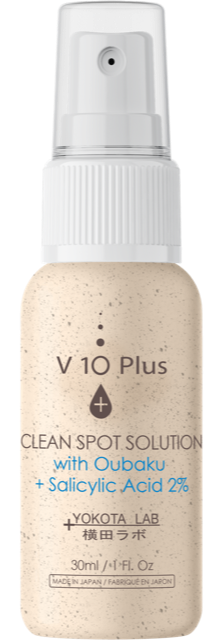 V 10 Plus
CLEAN SPOT SOLUTION
with Oubaku
+ Salicylic Acid 2%
+YOKOTA LAB
横田ラボ
30ml / 1 Fl. Oz
MADE IN JAPAN / FABRIQUÉ EN JAPON